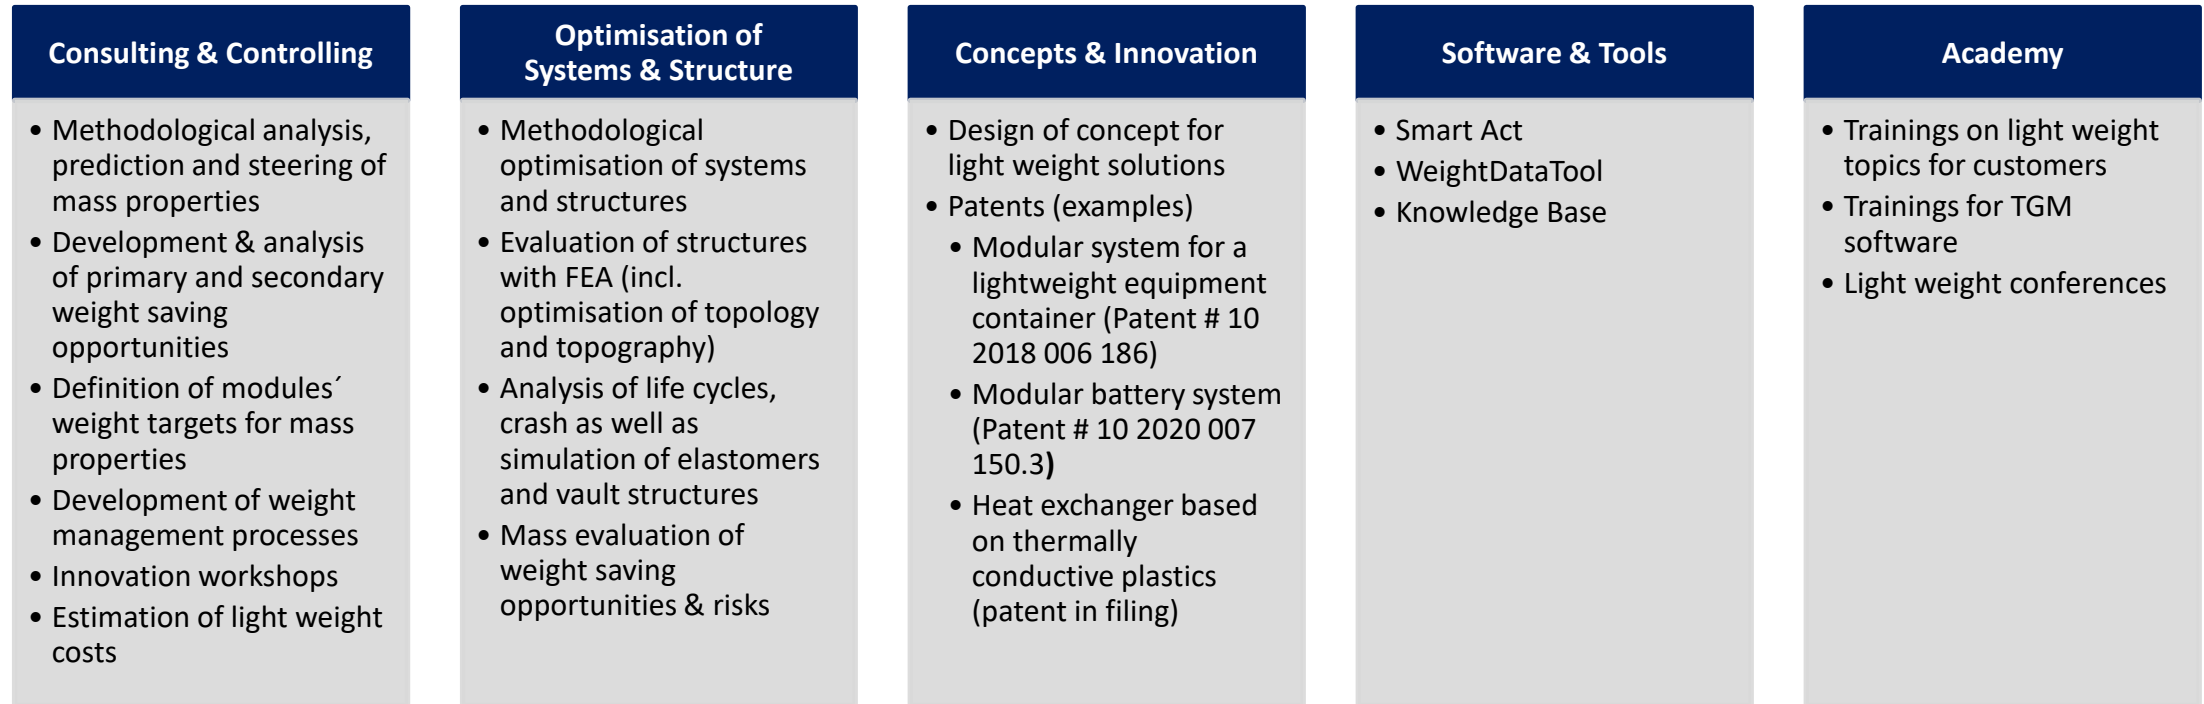 Consulting & Controlling
• Methodological analysis,
prediction and steering of
mass properties
• Development & analysis
of primary and secondary
weight saving
opportunities
• Definition of modules´
weight targets for mass
properties
• Development of weight
management processes
• Innovation workshops
• Estimation of light weight
costs
Optimisation of
Systems & Structure
• Methodological
optimisation of systems
and structures
• Evaluation of structures
with FEA (incl.
optimisation of topology
and topography)
• Analysis of life cycles,
crash as well as
simulation of elastomers
and vault structures
• Mass evaluation of
weight saving
opportunities & risks
Concepts & Innovation
• Design of concept for
light weight solutions
• Patents (examples)
• Modular system for a
lightweight equipment
container (Patent # 10
2018 006 186)
• Modular battery system
(Patent # 10 2020 007
150.3)
• Heat exchanger based
on thermally
conductive plastics
(patent in filing)
Software & Tools
• Smart Act
• WeightDataTool
• Knowledge Base
Academy
• Trainings on light weight
topics for customers
• Trainings for TGM
software
• Light weight conferences